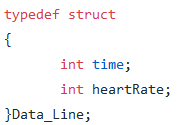 typedef struct
{
int time;
int heartRate;
}Data_Line;